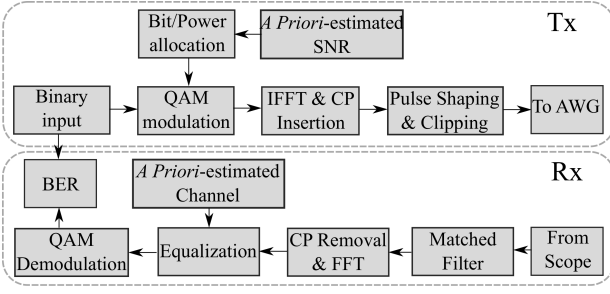 Tx
Bit/Power
allocation
A Priori-estimated
SNR
Binary
input
QAM
modulation
IFFT & CP
Insertion
Pulse Shaping
& Clipping
To AWG
Rx
BER
A Priori-estimated
Channel
QAM
Demodulation
Equalization
CP Removal
& FFT
Matched
Filter
From
Scope